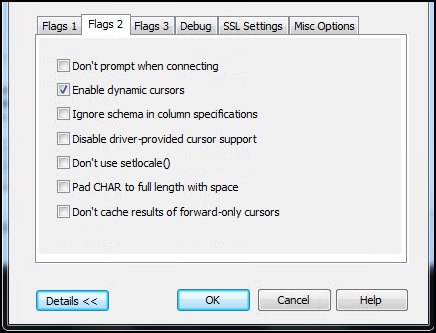 Flags 1 Flags 2 Flags 3 Debug SSL Settings Misc Options
Don't prompt when connecting
Enable dynamic cursors
Ignore schema in column specifications
Disable driver-provided cursor support
Don't use setlocale()
Pad CHAR to full length with space
Don't cache results of forward-only cursors
Details << OK Cancel Help